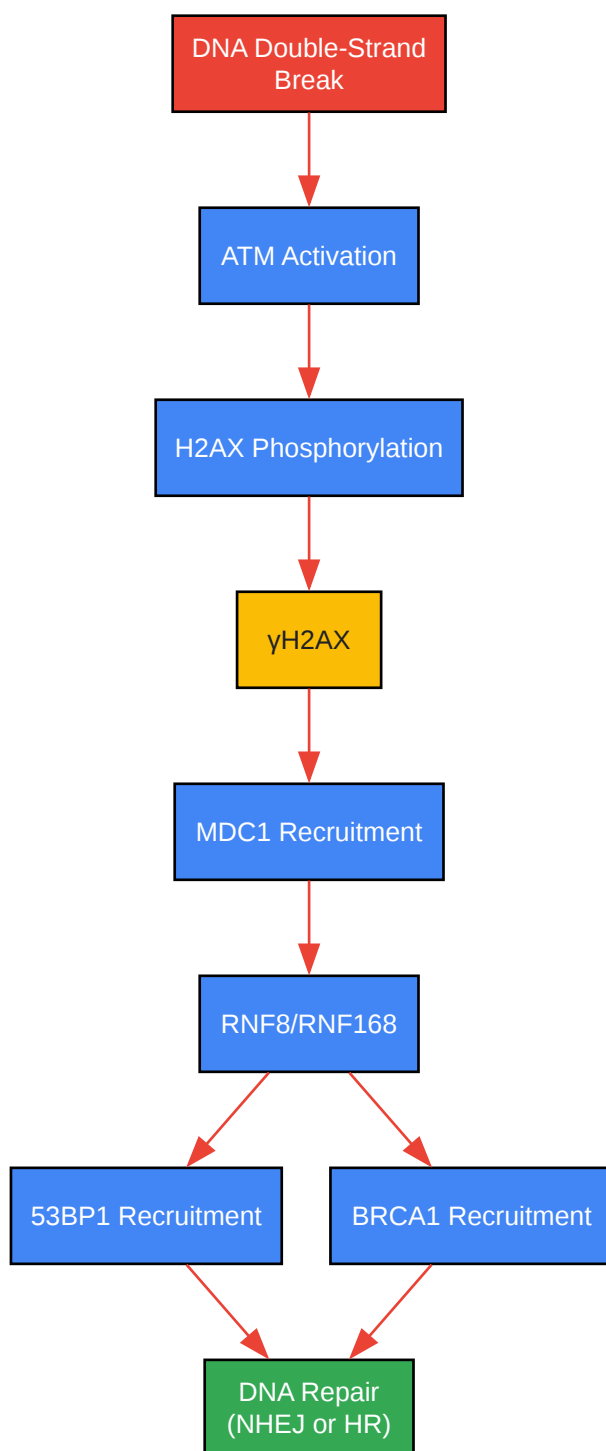 DNA Double-Strand
Break
ATM Activation
H2AX Phosphorylation
γH2AX
MDC1 Recruitment
RNF8/RNF168
53BP1 Recruitment
BRCA1 Recruitment
DNA Repair
(NHEJ or HR)